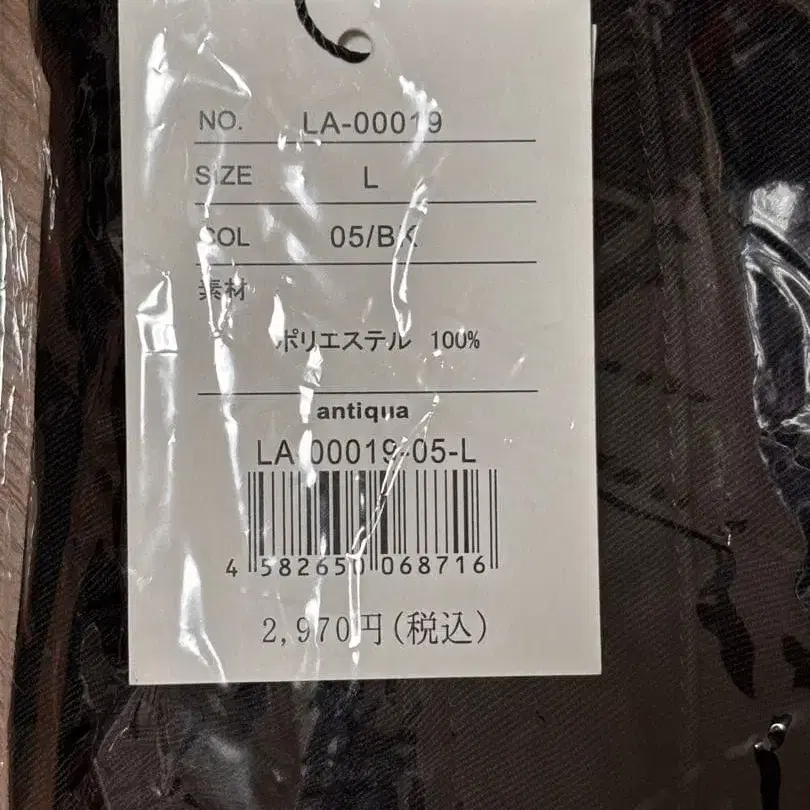 NO. LA-00019
SIZE L
COL 05/BK
素材
ポリエステル 100%
antiqua
LA-00019-05-L
4 582650 068716
2,970円(税込)